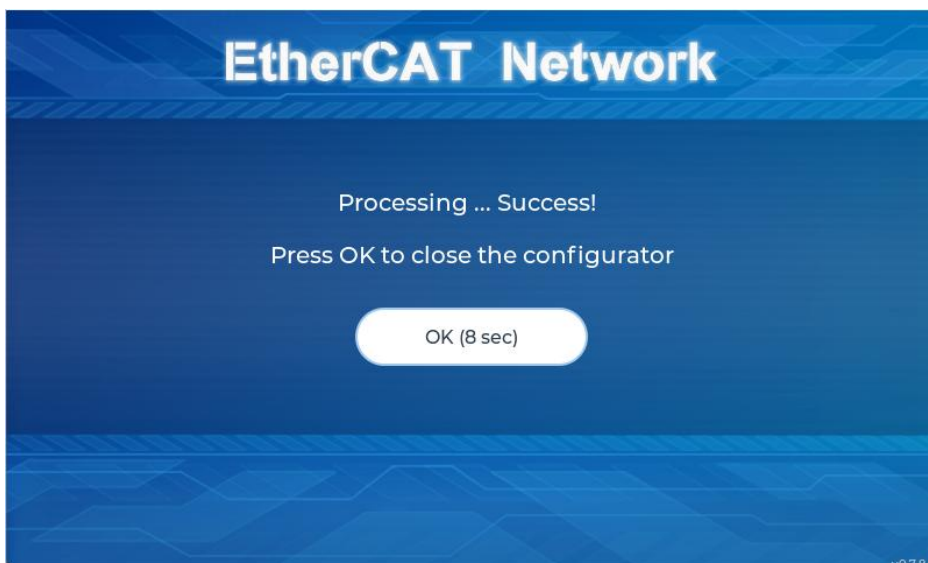 EtherCAT Network
Processing ... Success!
Press OK to close the configurator
OK (8 sec)